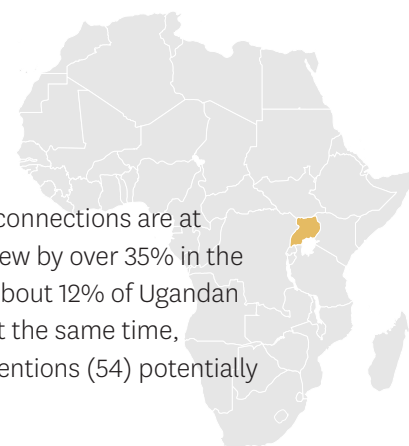 connections are at
ew by over 35% in the
bout 12% of Ugandan
t the same time,
entions (54) potentially